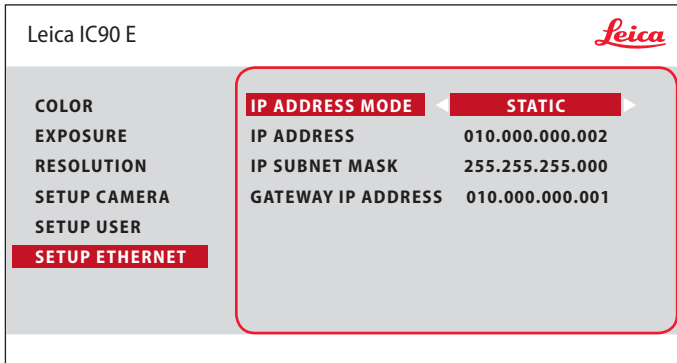 Leica IC90 E
Leica
COLOR
EXPOSURE
RESOLUTION
SETUP CAMERA
SETUP USER
SETUP ETHERNET
IP ADDRESS MODE STATIC
IP ADDRESS 010.000.000.002
IP SUBNET MASK 255.255.255.000
GATEWAY IP ADDRESS 010.000.000.001